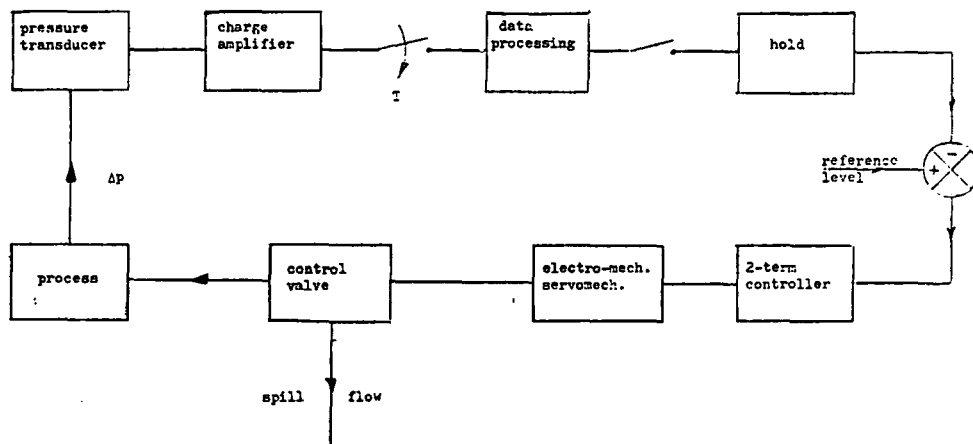 pressure
transducer
charge
amplifier
T
data
processing
hold
-
reference
level
+
Δp
process
control
valve
electro-mech.
servomech.
2-term
controller
spill flow